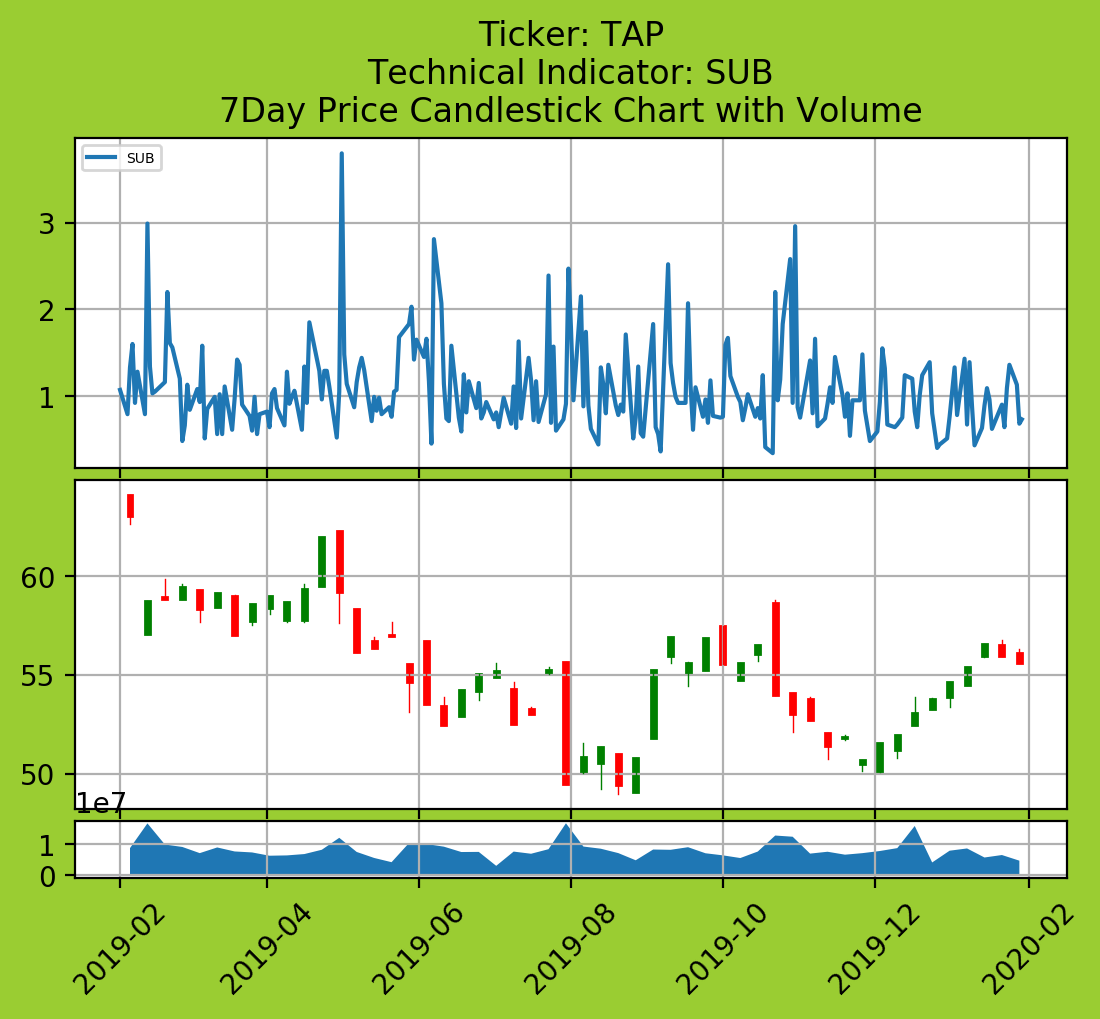 Ticker: TAP
Technical Indicator: SUB
7Day Price Candlestick Chart with Volume
SUB
3
2
1
60
55
50
1e7
1
0
2019-02 2019-04 2019-06 2019-08 2019-10 2019-12 2020-02